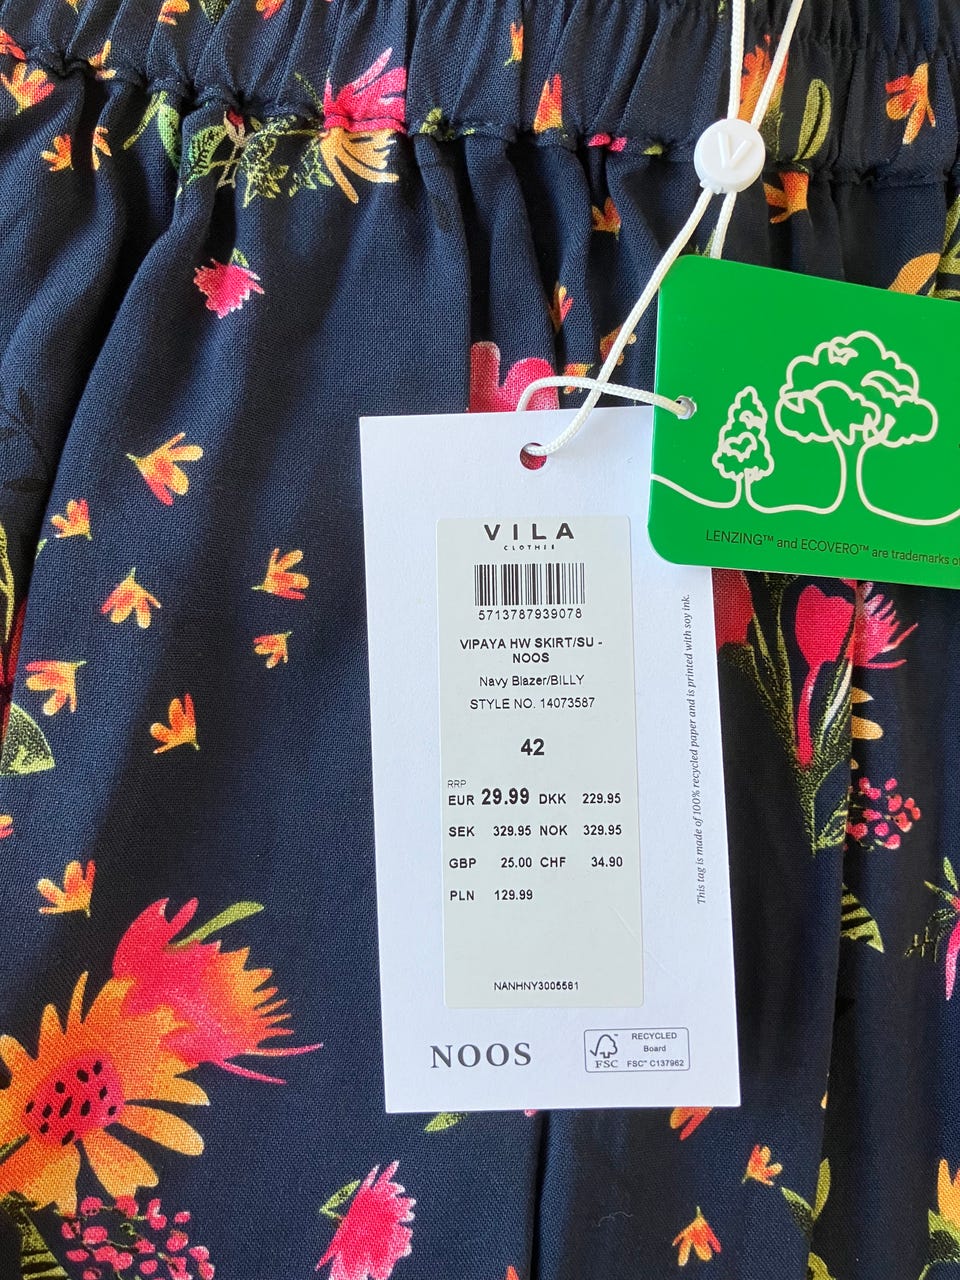 V
LENZING™ and ECOVERO™ are trademarks of
VILA
CLOTHES
5713787939078
VIPAYA HW SKIRT/SU -
NOOS
Navy Blazer/BILLY
STYLE NO. 14073587
42
RRP
EUR 29.99 DKK 229.95
SEK 329.95 NOK 329.95
GBP 25.00 CHF 34.90
PLN 129.99
NANHNY3005581
This tag is made of 100% recycled paper and is printed with soy ink.
NOOS
FSC™
RECYCLED
Board
FSC™ C137962